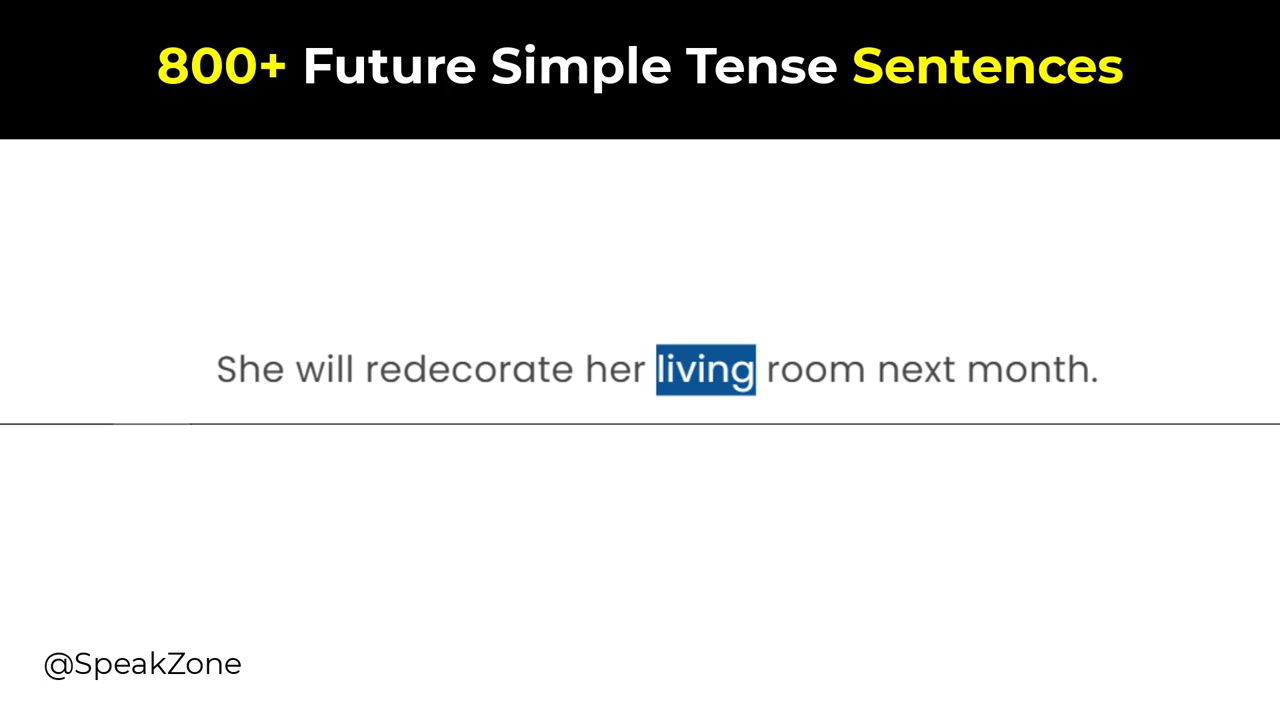 800+ Future Simple Tense Sentences
She will redecorate her living room next month.
@SpeakZone